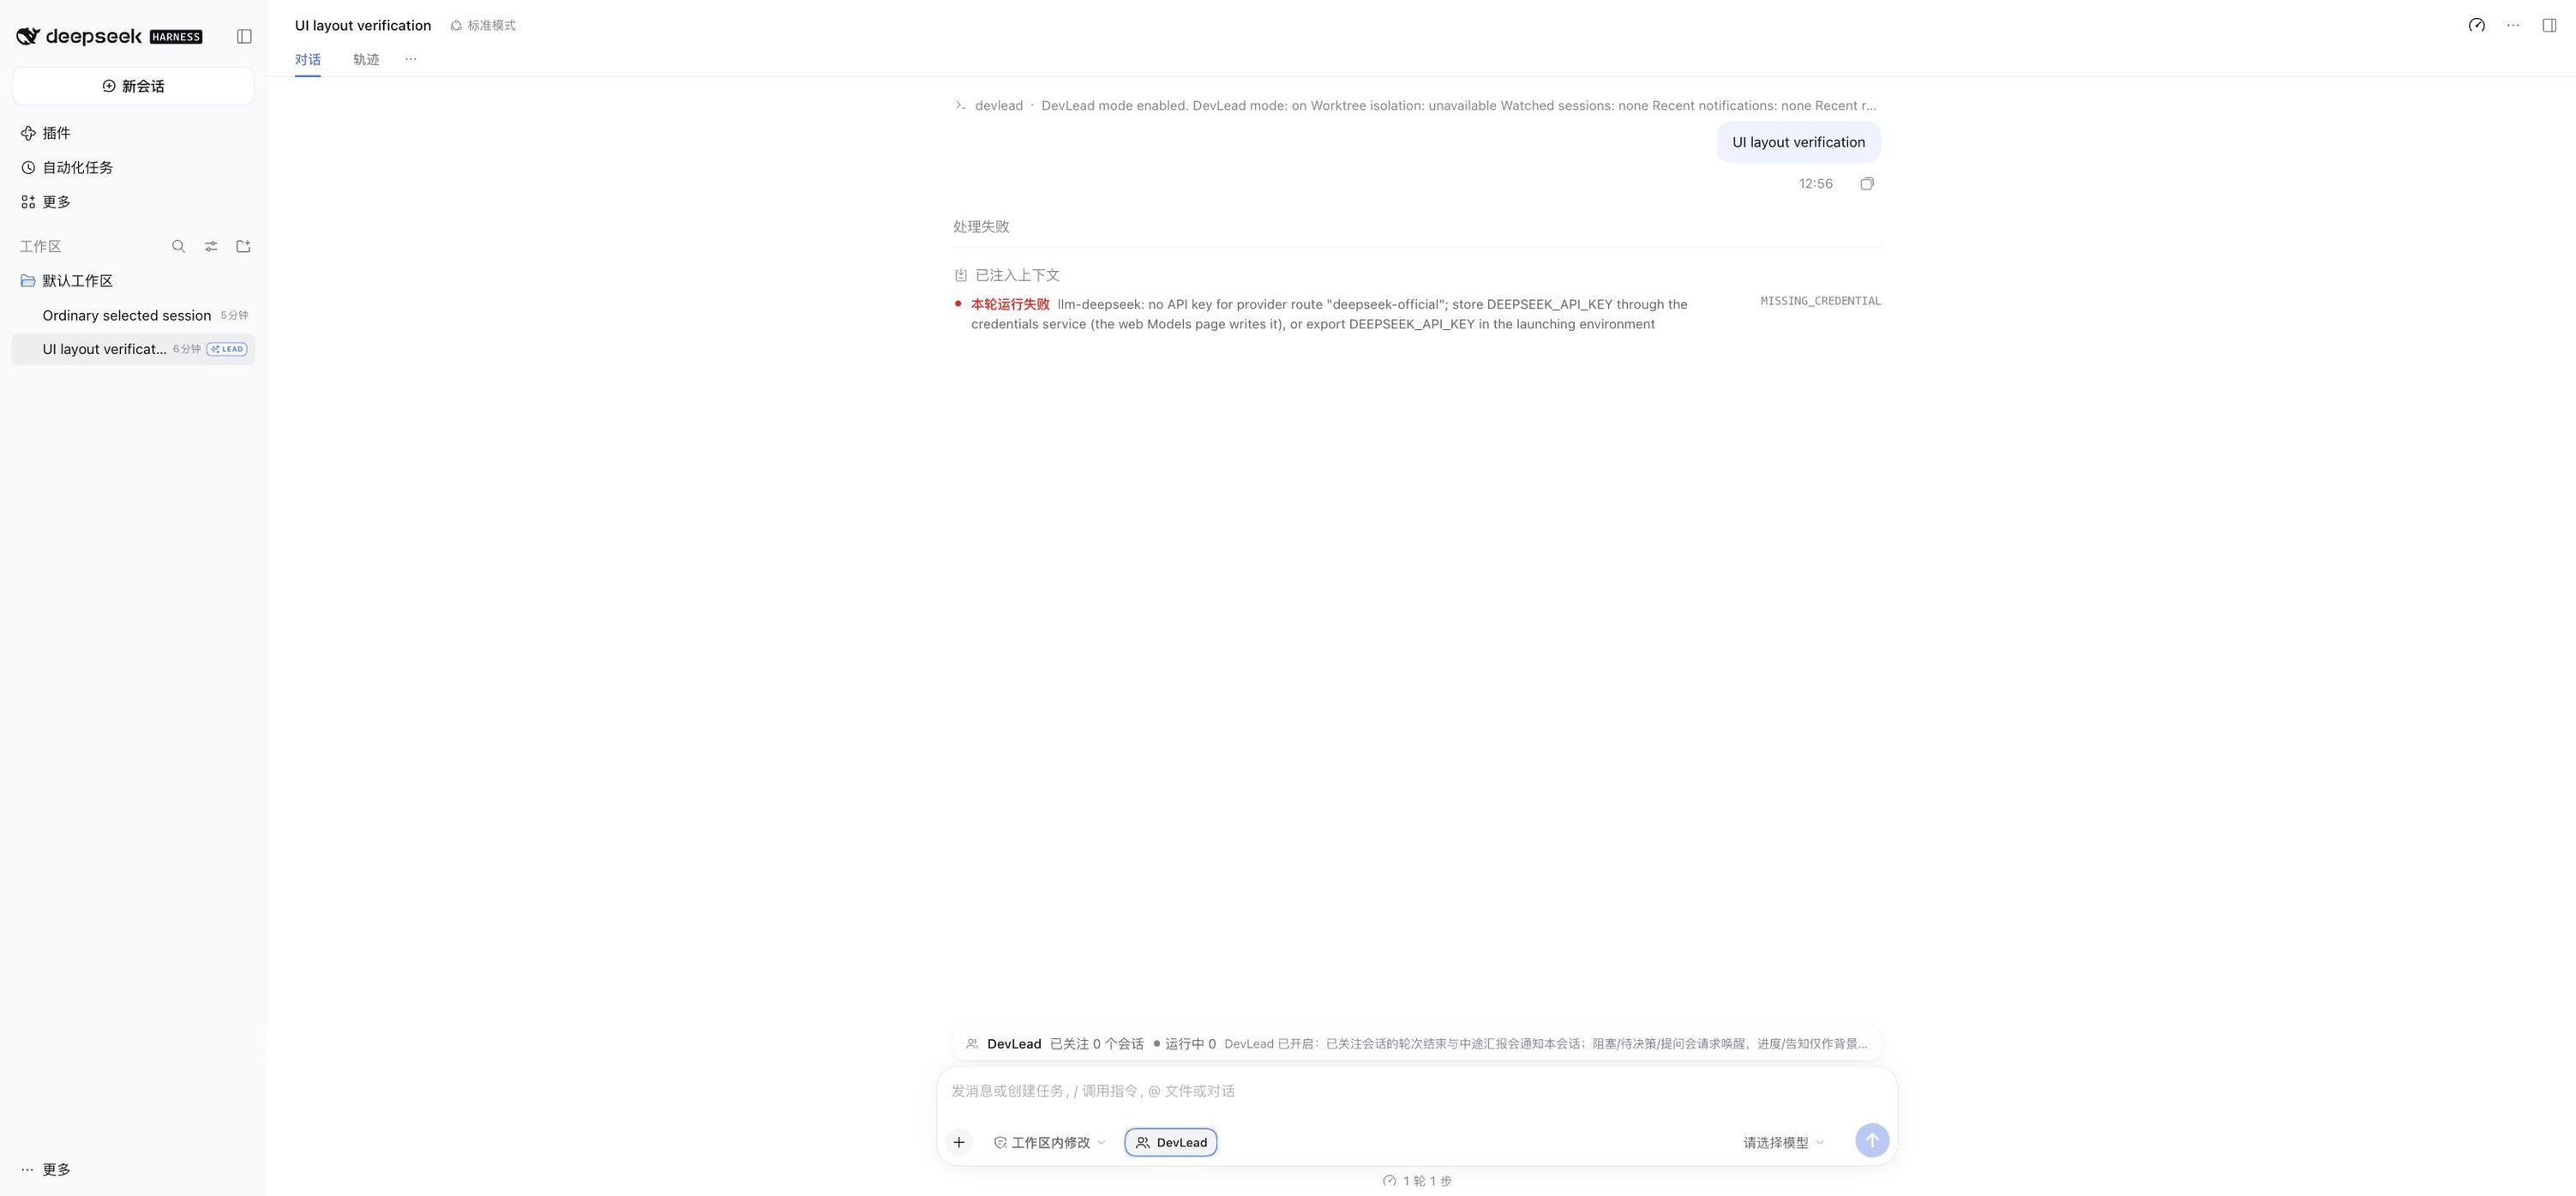 deepseek HARNESS
新会话
插件
自动化任务
更多
工作区
默认工作区
Ordinary selected session 5分钟
UI layout verificat... 6分钟 LEAD
... 更多
UI layout verification 标准模式
对话 轨迹 ...
devlead · DevLead mode enabled. DevLead mode: on Worktree isolation: unavailable Watched sessions: none Recent notifications: none Recent r...
UI layout verification
12:56
处理失败
已注入上下文
本轮运行失败 llm-deepseek: no API key for provider route "deepseek-official"; store DEEPSEEK_API_KEY through the
credentials service (the web Models page writes it), or export DEEPSEEK_API_KEY in the launching environment
MISSING_CREDENTIAL
DevLead 已关注 0 个会话 运行中 0 DevLead 已开启：已关注会话的轮次结束与中途汇报会通知本会话；阻塞/待决策/提问会请求唤醒，进度/告知仅作背景...
发消息或创建任务, / 调用指令, @ 文件或对话
工作区内修改 DevLead 请选择模型
1 轮 1 步